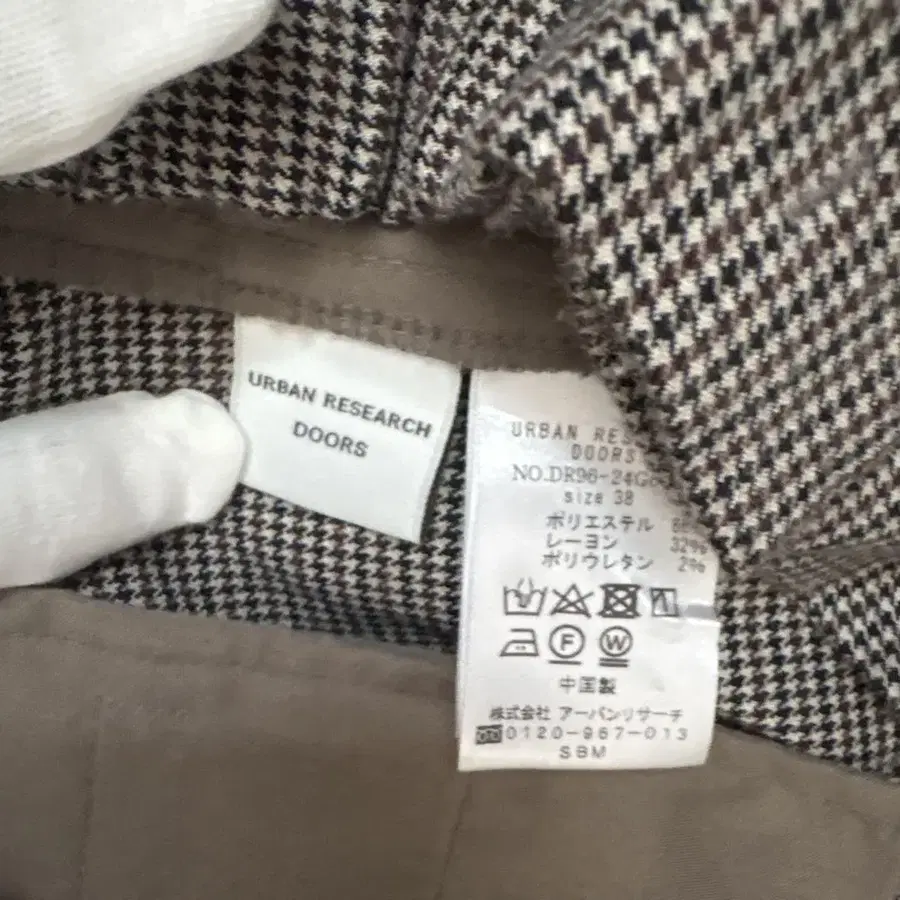 URBAN RESEARCH
DOORS
URBAN
DOORS
size 38
ポリエステル
レーヨン 32%
ポリウレタン 2%
F W
中国製
株式会社 アーバンリサーチ
0120-967-013
SBM